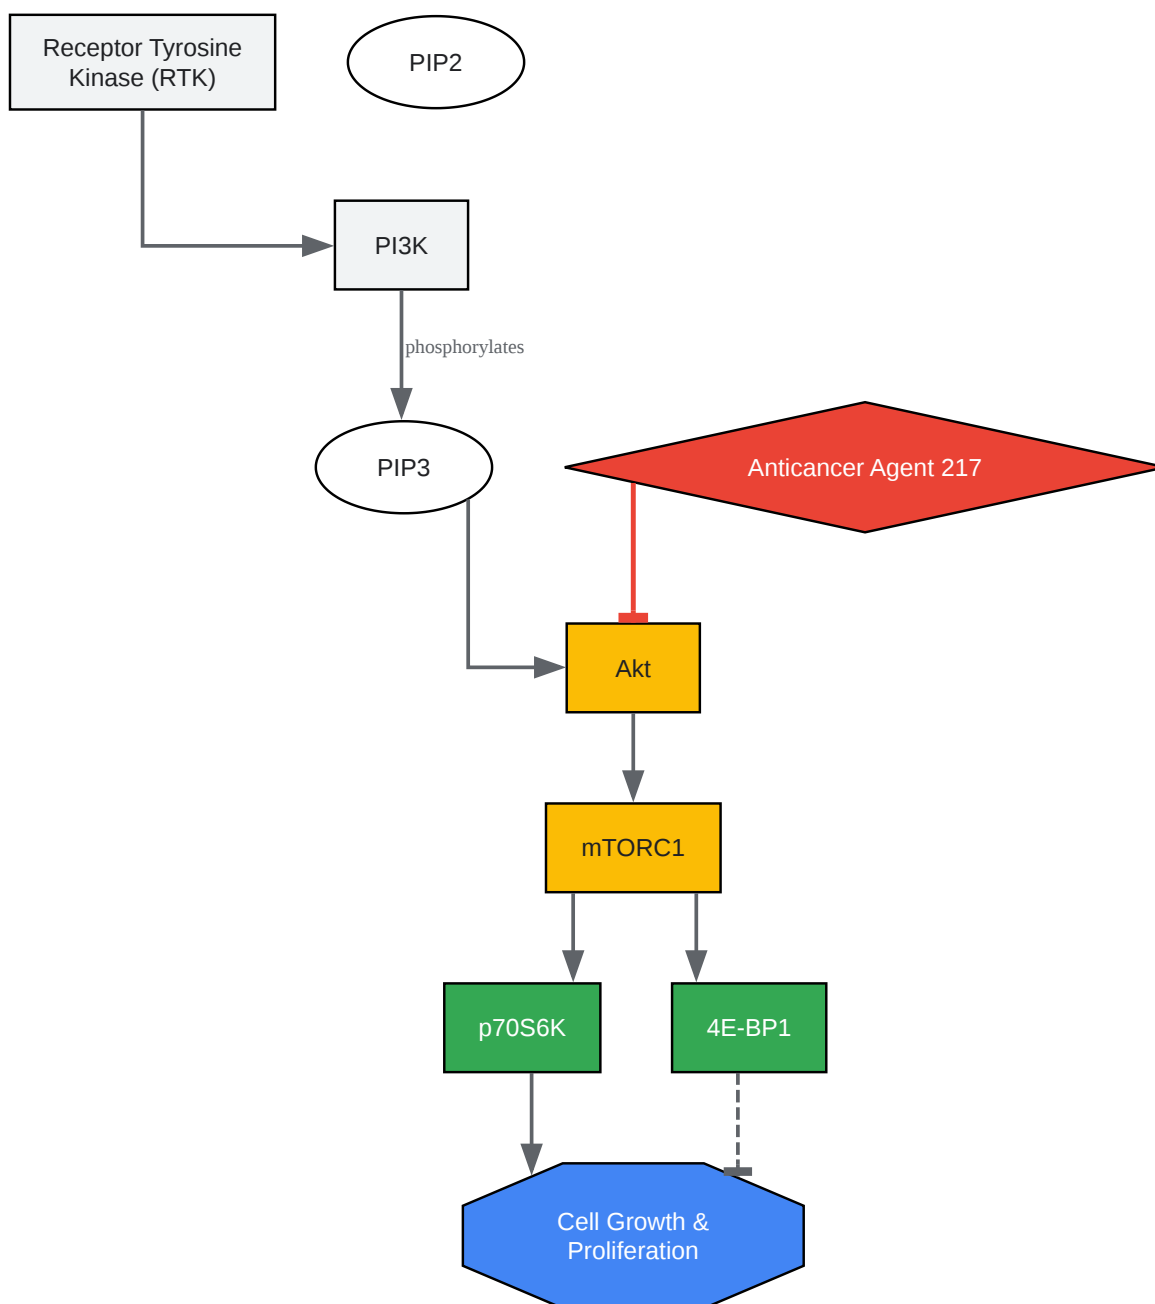 Receptor Tyrosine
Kinase (RTK)
PIP2
PI3K
phosphorylates
PIP3
Anticancer Agent 217
Akt
mTORC1
p70S6K
4E-BP1
Cell Growth &
Proliferation